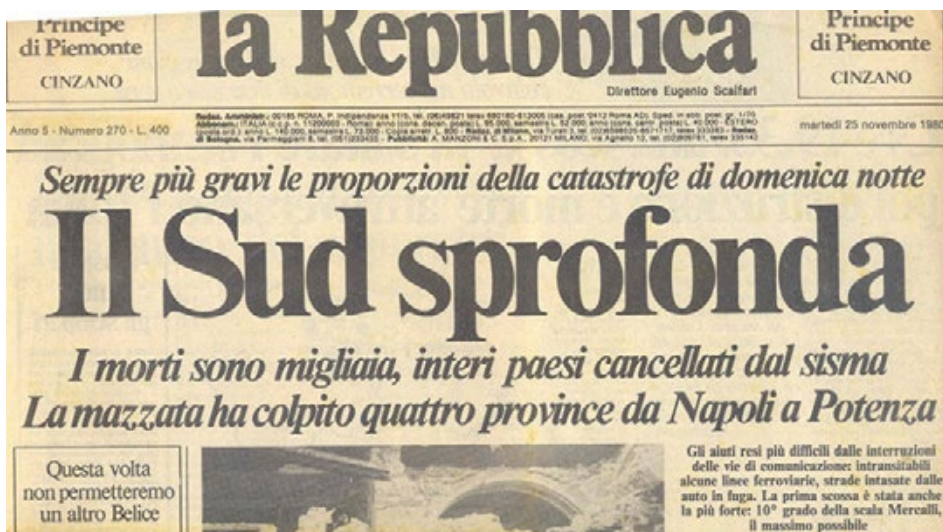 Principe
di Piemonte
CINZANO
la Repubblica
Direttore Eugenio Scalfari
Principe
di Piemonte
CINZANO
Anno 5 - Numero 270 - L. 400
martedì 25 novembre 1980
Sempre più gravi le proporzioni della catastrofe di domenica notte
Il Sud sprofonda
I morti sono migliaia, interi paesi cancellati dal sisma
La mazzata ha colpito quattro province da Napoli a Potenza
Questa volta
non permetteremo
un altro Belice
Gli aiuti resi più difficili dalle interruzioni
delle vie di comunicazione: intransitabili
alcune linee ferroviarie, strade intasate dalle
auto in fuga. La prima scossa è stata anche
la più forte: 10° grado della scala Mercalli,
il massimo possibile